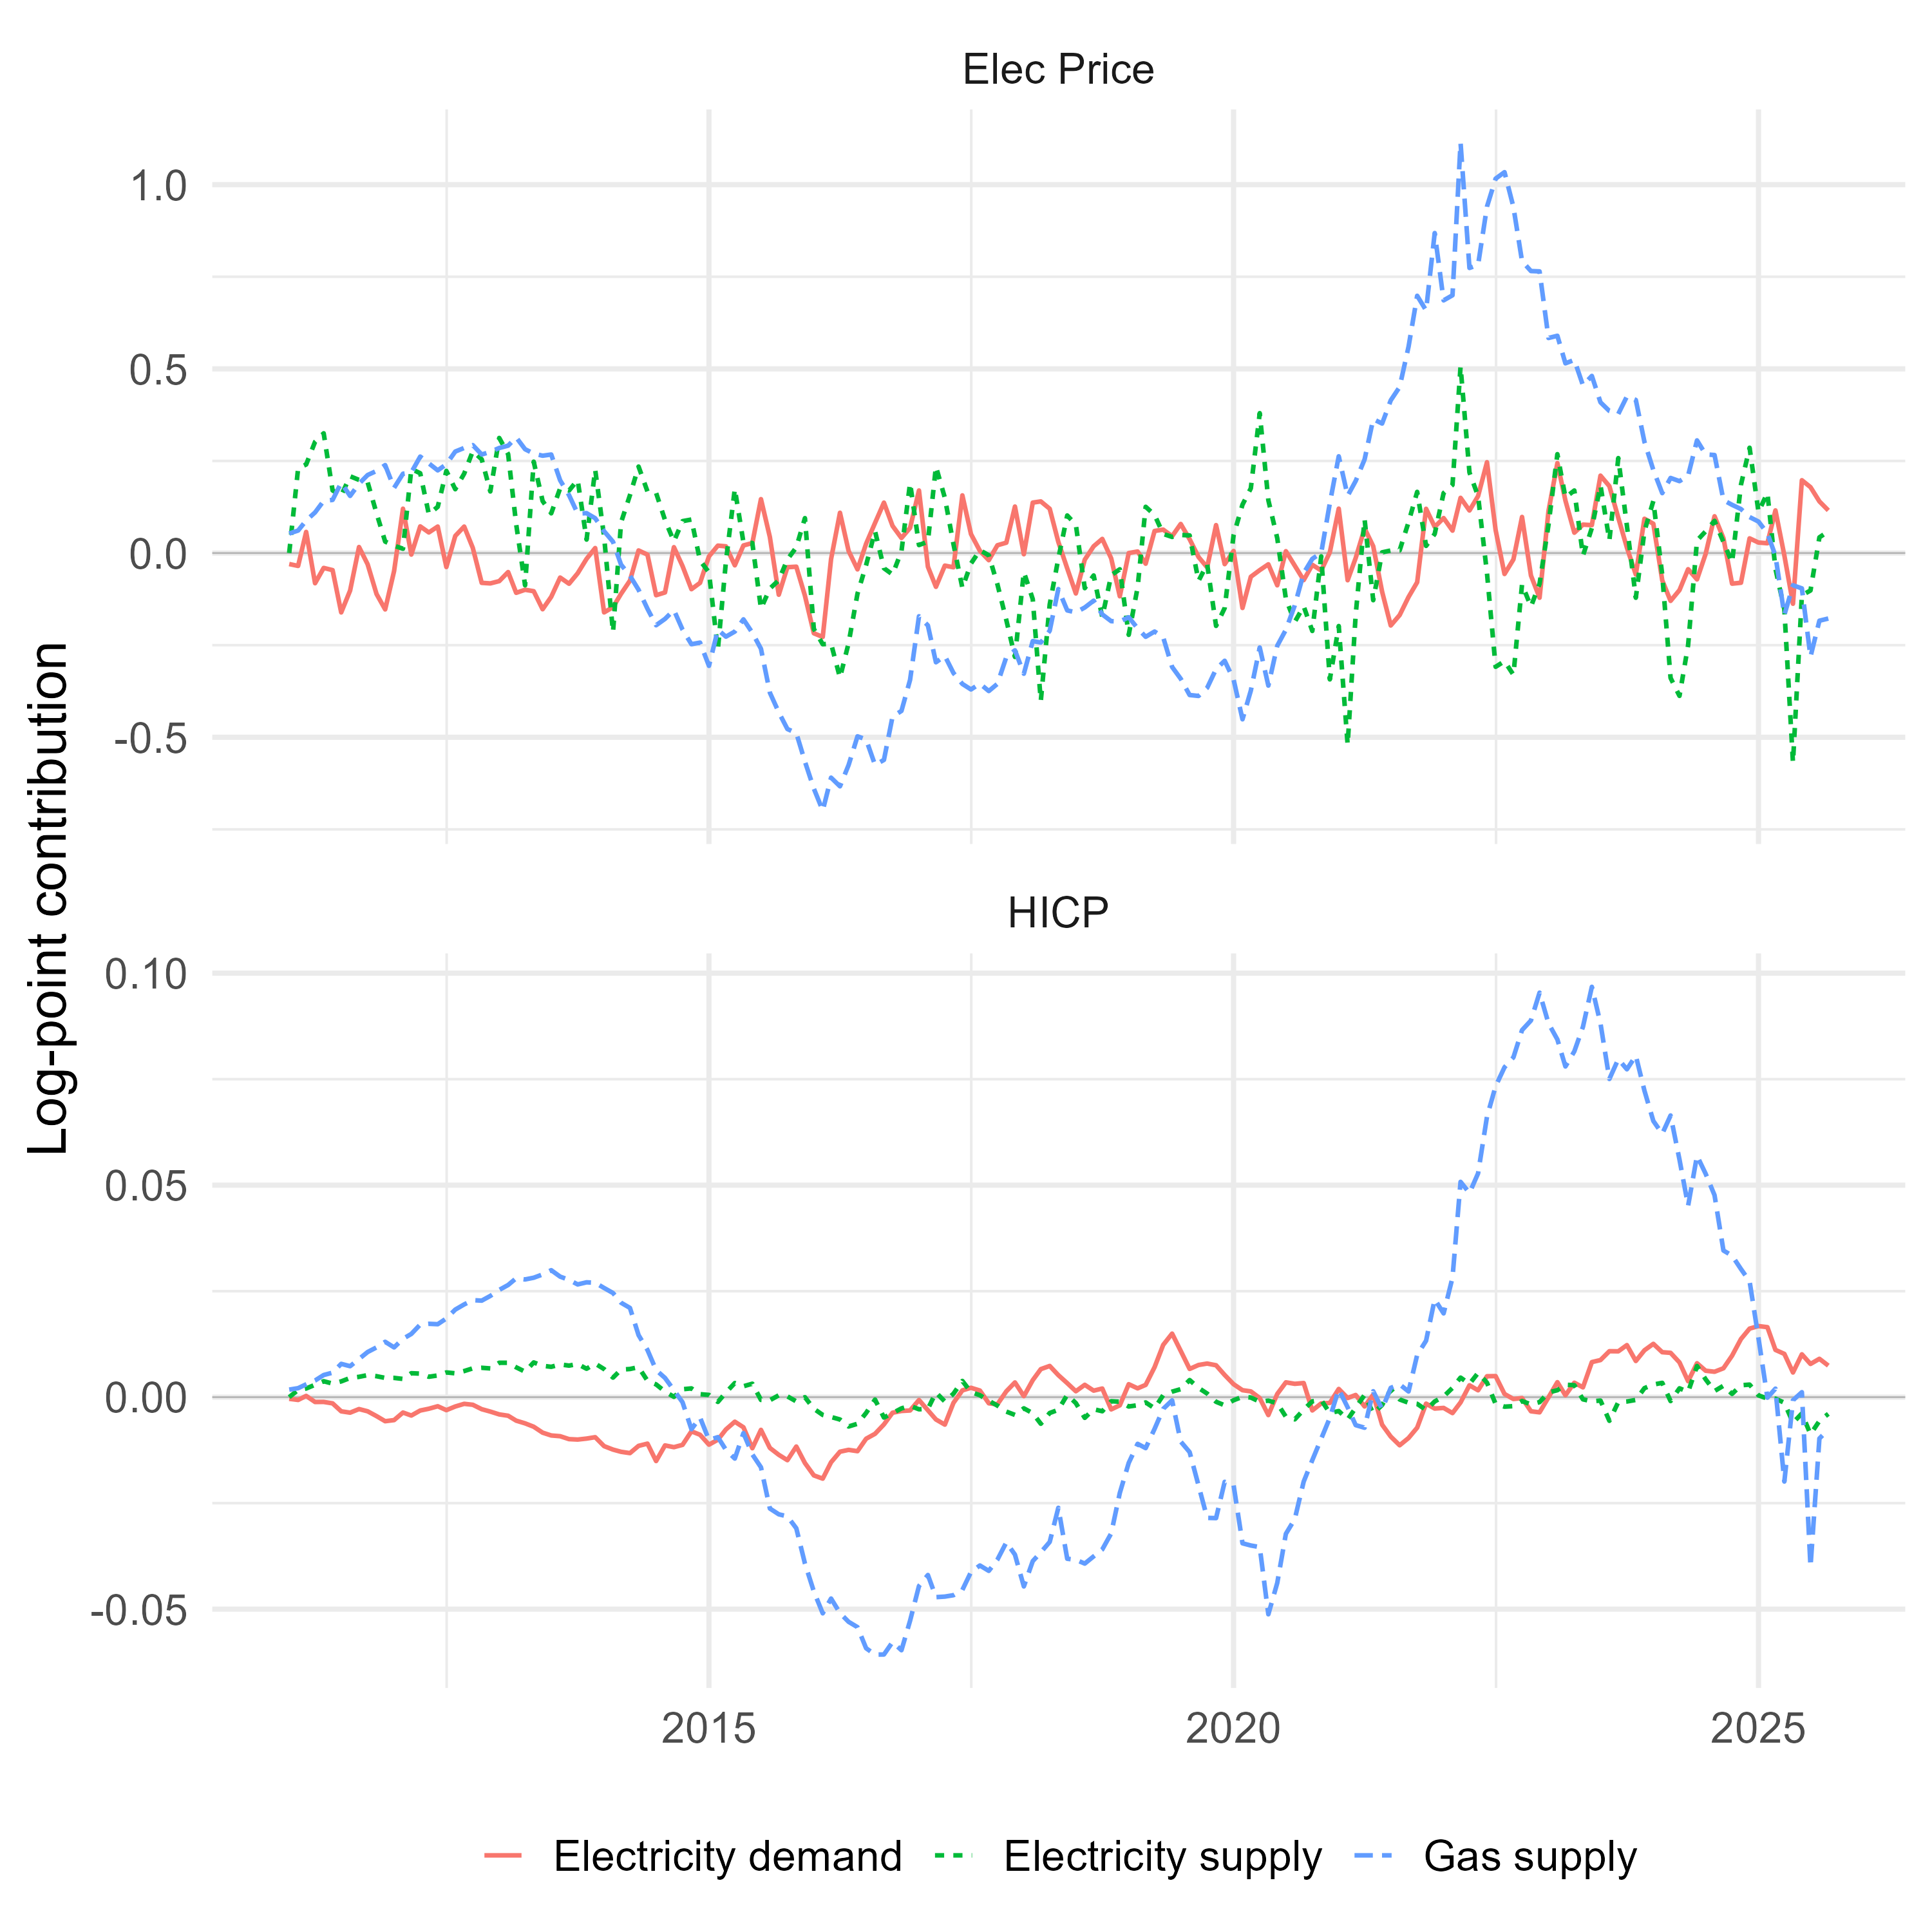 Elec Price
1.0
0.5
0.0
-0.5
HICP
0.10
0.05
0.00
-0.05
Log-point contribution
2015 2020 2025
Electricity demand Electricity supply Gas supply